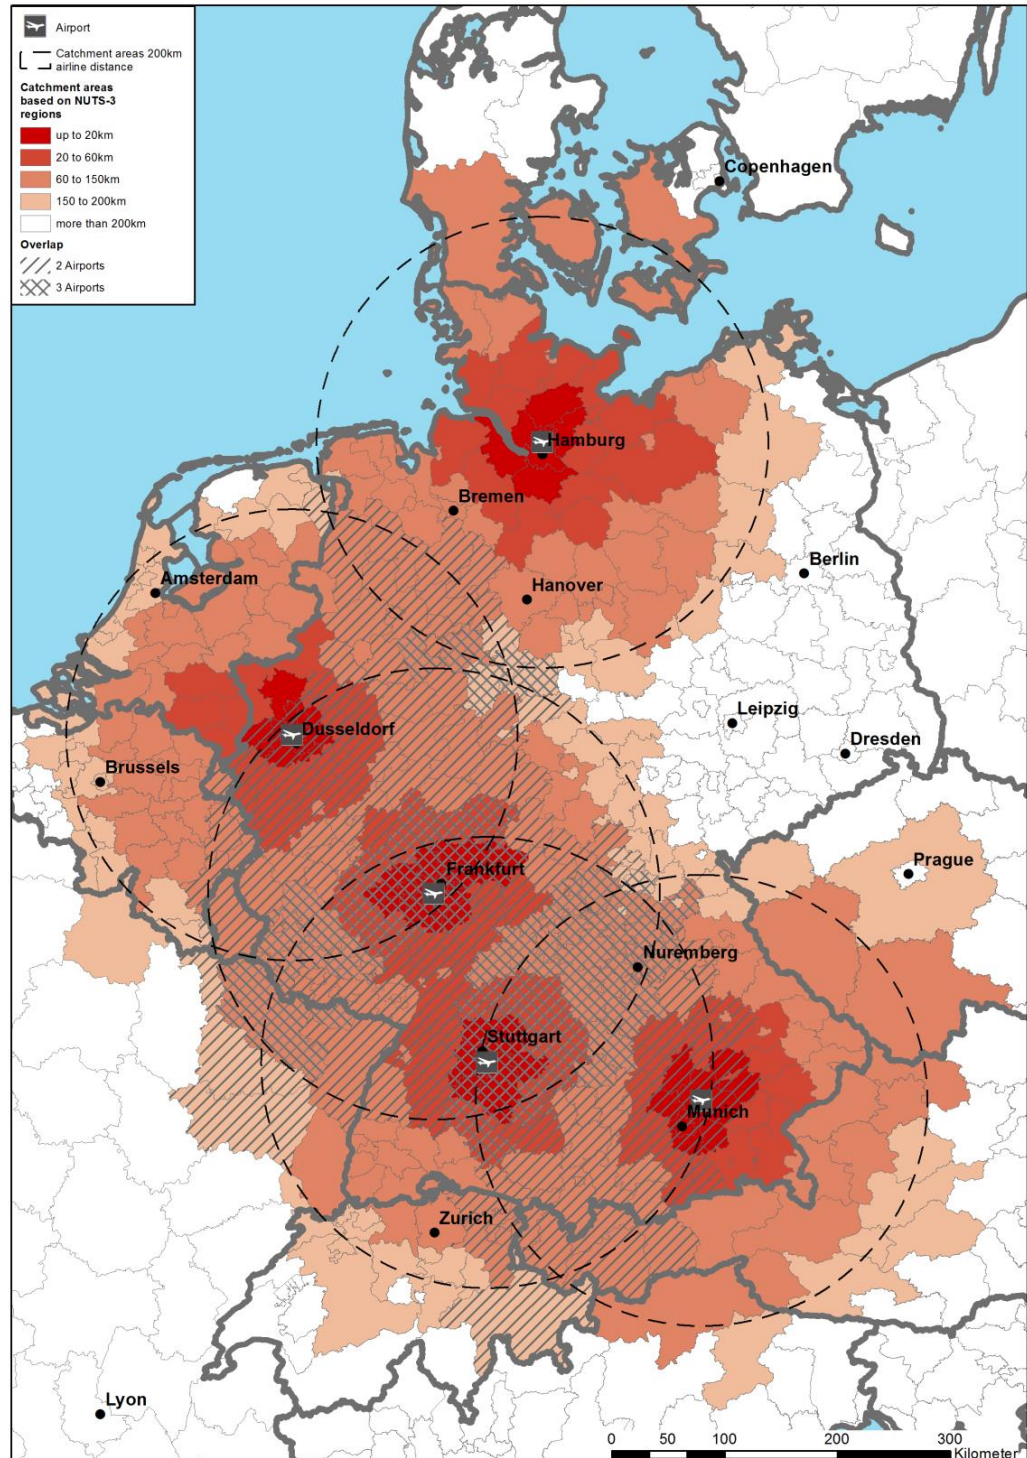 Airport
Catchment areas 200km
airline distance
Catchment areas
based on NUTS-3
regions
up to 20km
20 to 60km
60 to 150km
150 to 200km
more than 200km
Overlap
2 Airports
3 Airports
Copenhagen
Hamburg
Bremen
Berlin
Amsterdam
Hanover
Leipzig
Dusseldorf
Dresden
Brussels
Prague
Frankfurt
Nuremberg
Stuttgart
Munich
Zurich
Lyon
0 50 100 200 300
Kilometer